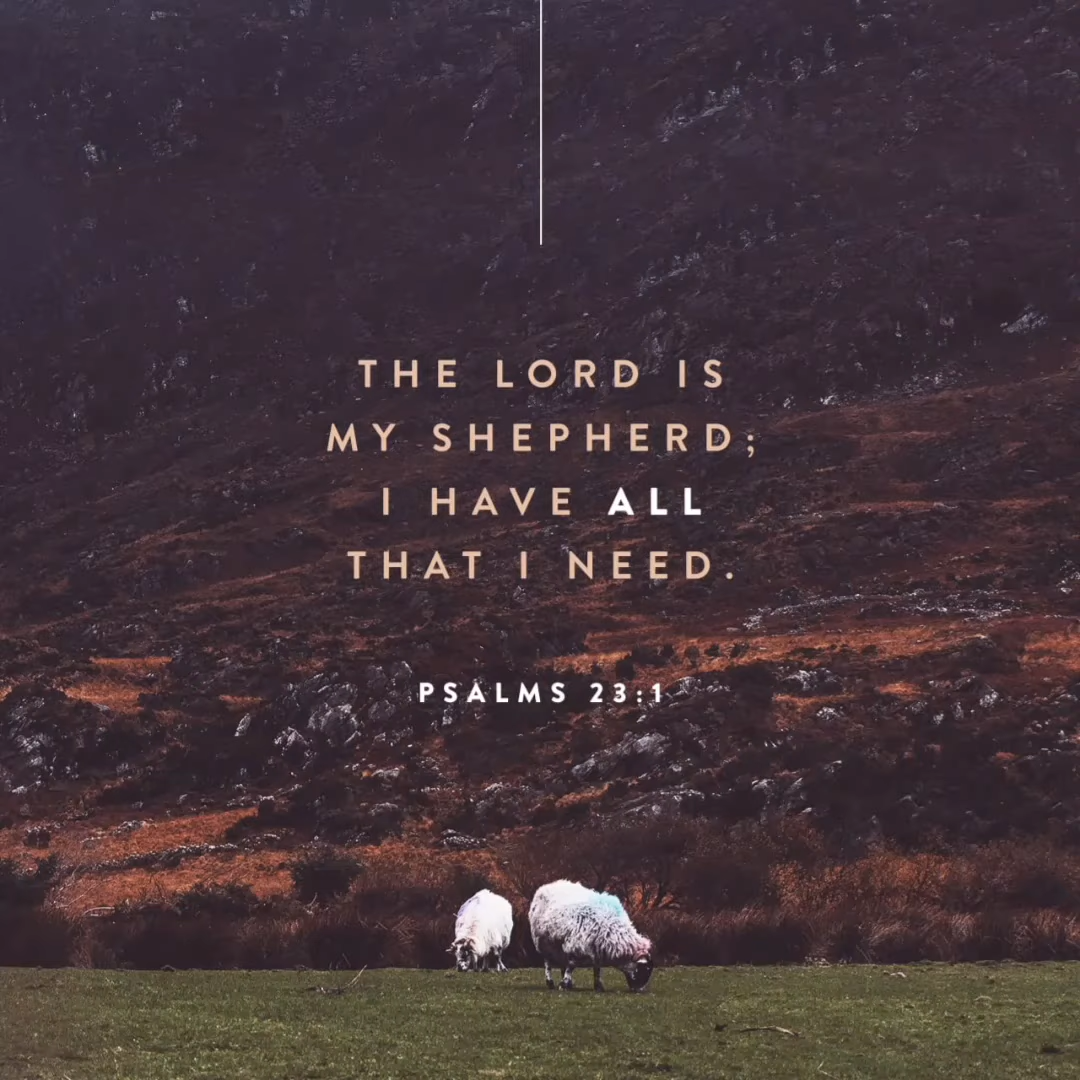 THE LORD IS
MY SHEPHERD;
I HAVE ALL
THAT I NEED.
PSALMS 23:1